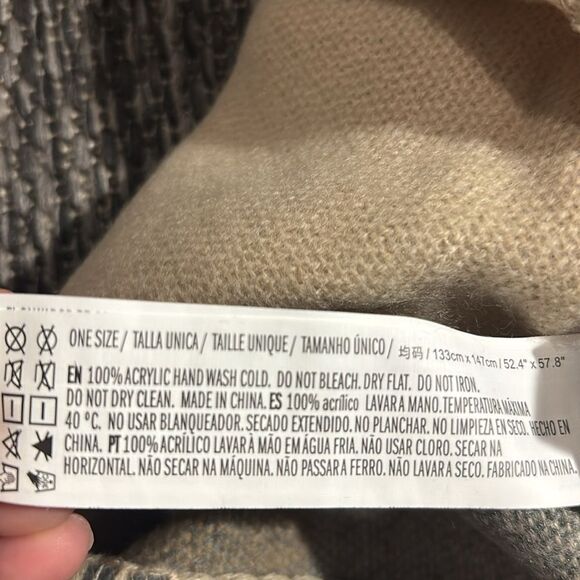 ONE SIZE / TALLA UNICA / TAILLE UNIQUE / TAMANHO ÚNICO / 均码 / 133cm x 147cm / 52.4" x 57.8"
EN 100% ACRYLIC HAND WASH COLD. DO NOT BLEACH. DRY FLAT. DO NOT IRON.
DO NOT DRY CLEAN. MADE IN CHINA. ES 100% acrílico LAVAR A MANO. TEMPERATURA MÁXIMA
40 °C. NO USAR BLANQUEADOR. SECADO EXTENDIDO. NO PLANCHAR. NO LIMPIEZA EN SECO. HECHO EN
CHINA. PT 100% ACRÍLICO LAVAR À MÃO EM ÁGUA FRIA. NÃO USAR CLORO. SECAR NA
HORIZONTAL. NÃO SECAR NA MÁQUINA. NÃO PASSAR A FERRO. NÃO LAVAR A SECO. FABRICADO NA CHINA.